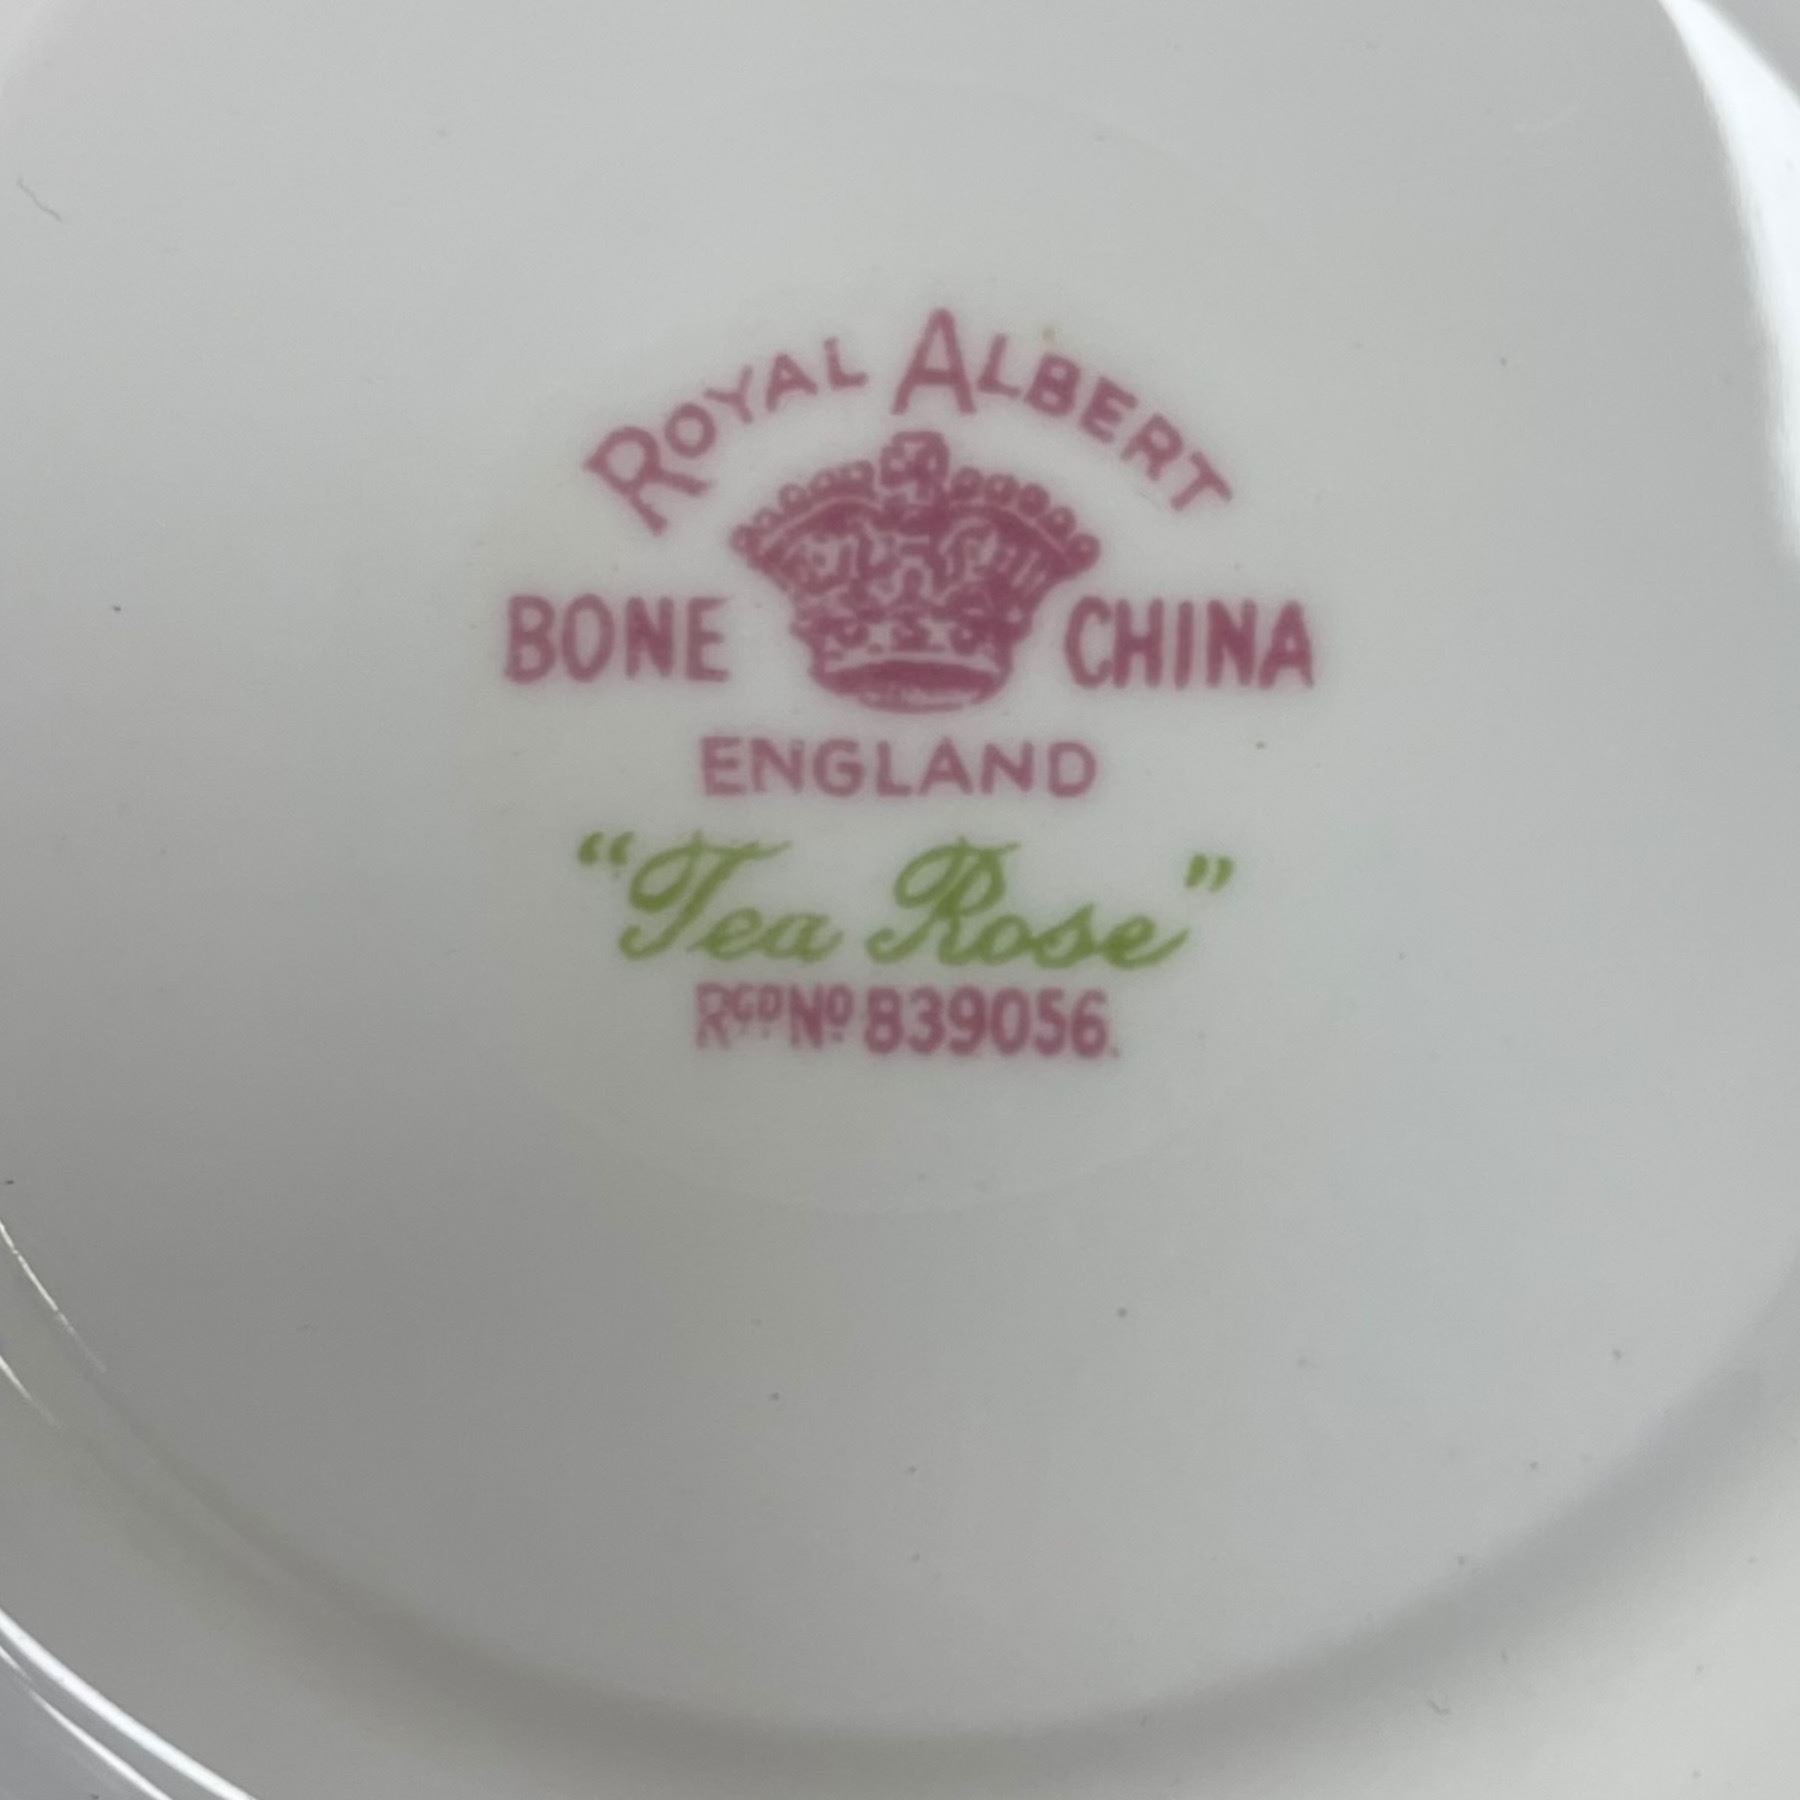 ROYAL ALBERT
BONE CHINA
ENGLAND
"Tea Rose"
RGD NO 839056.